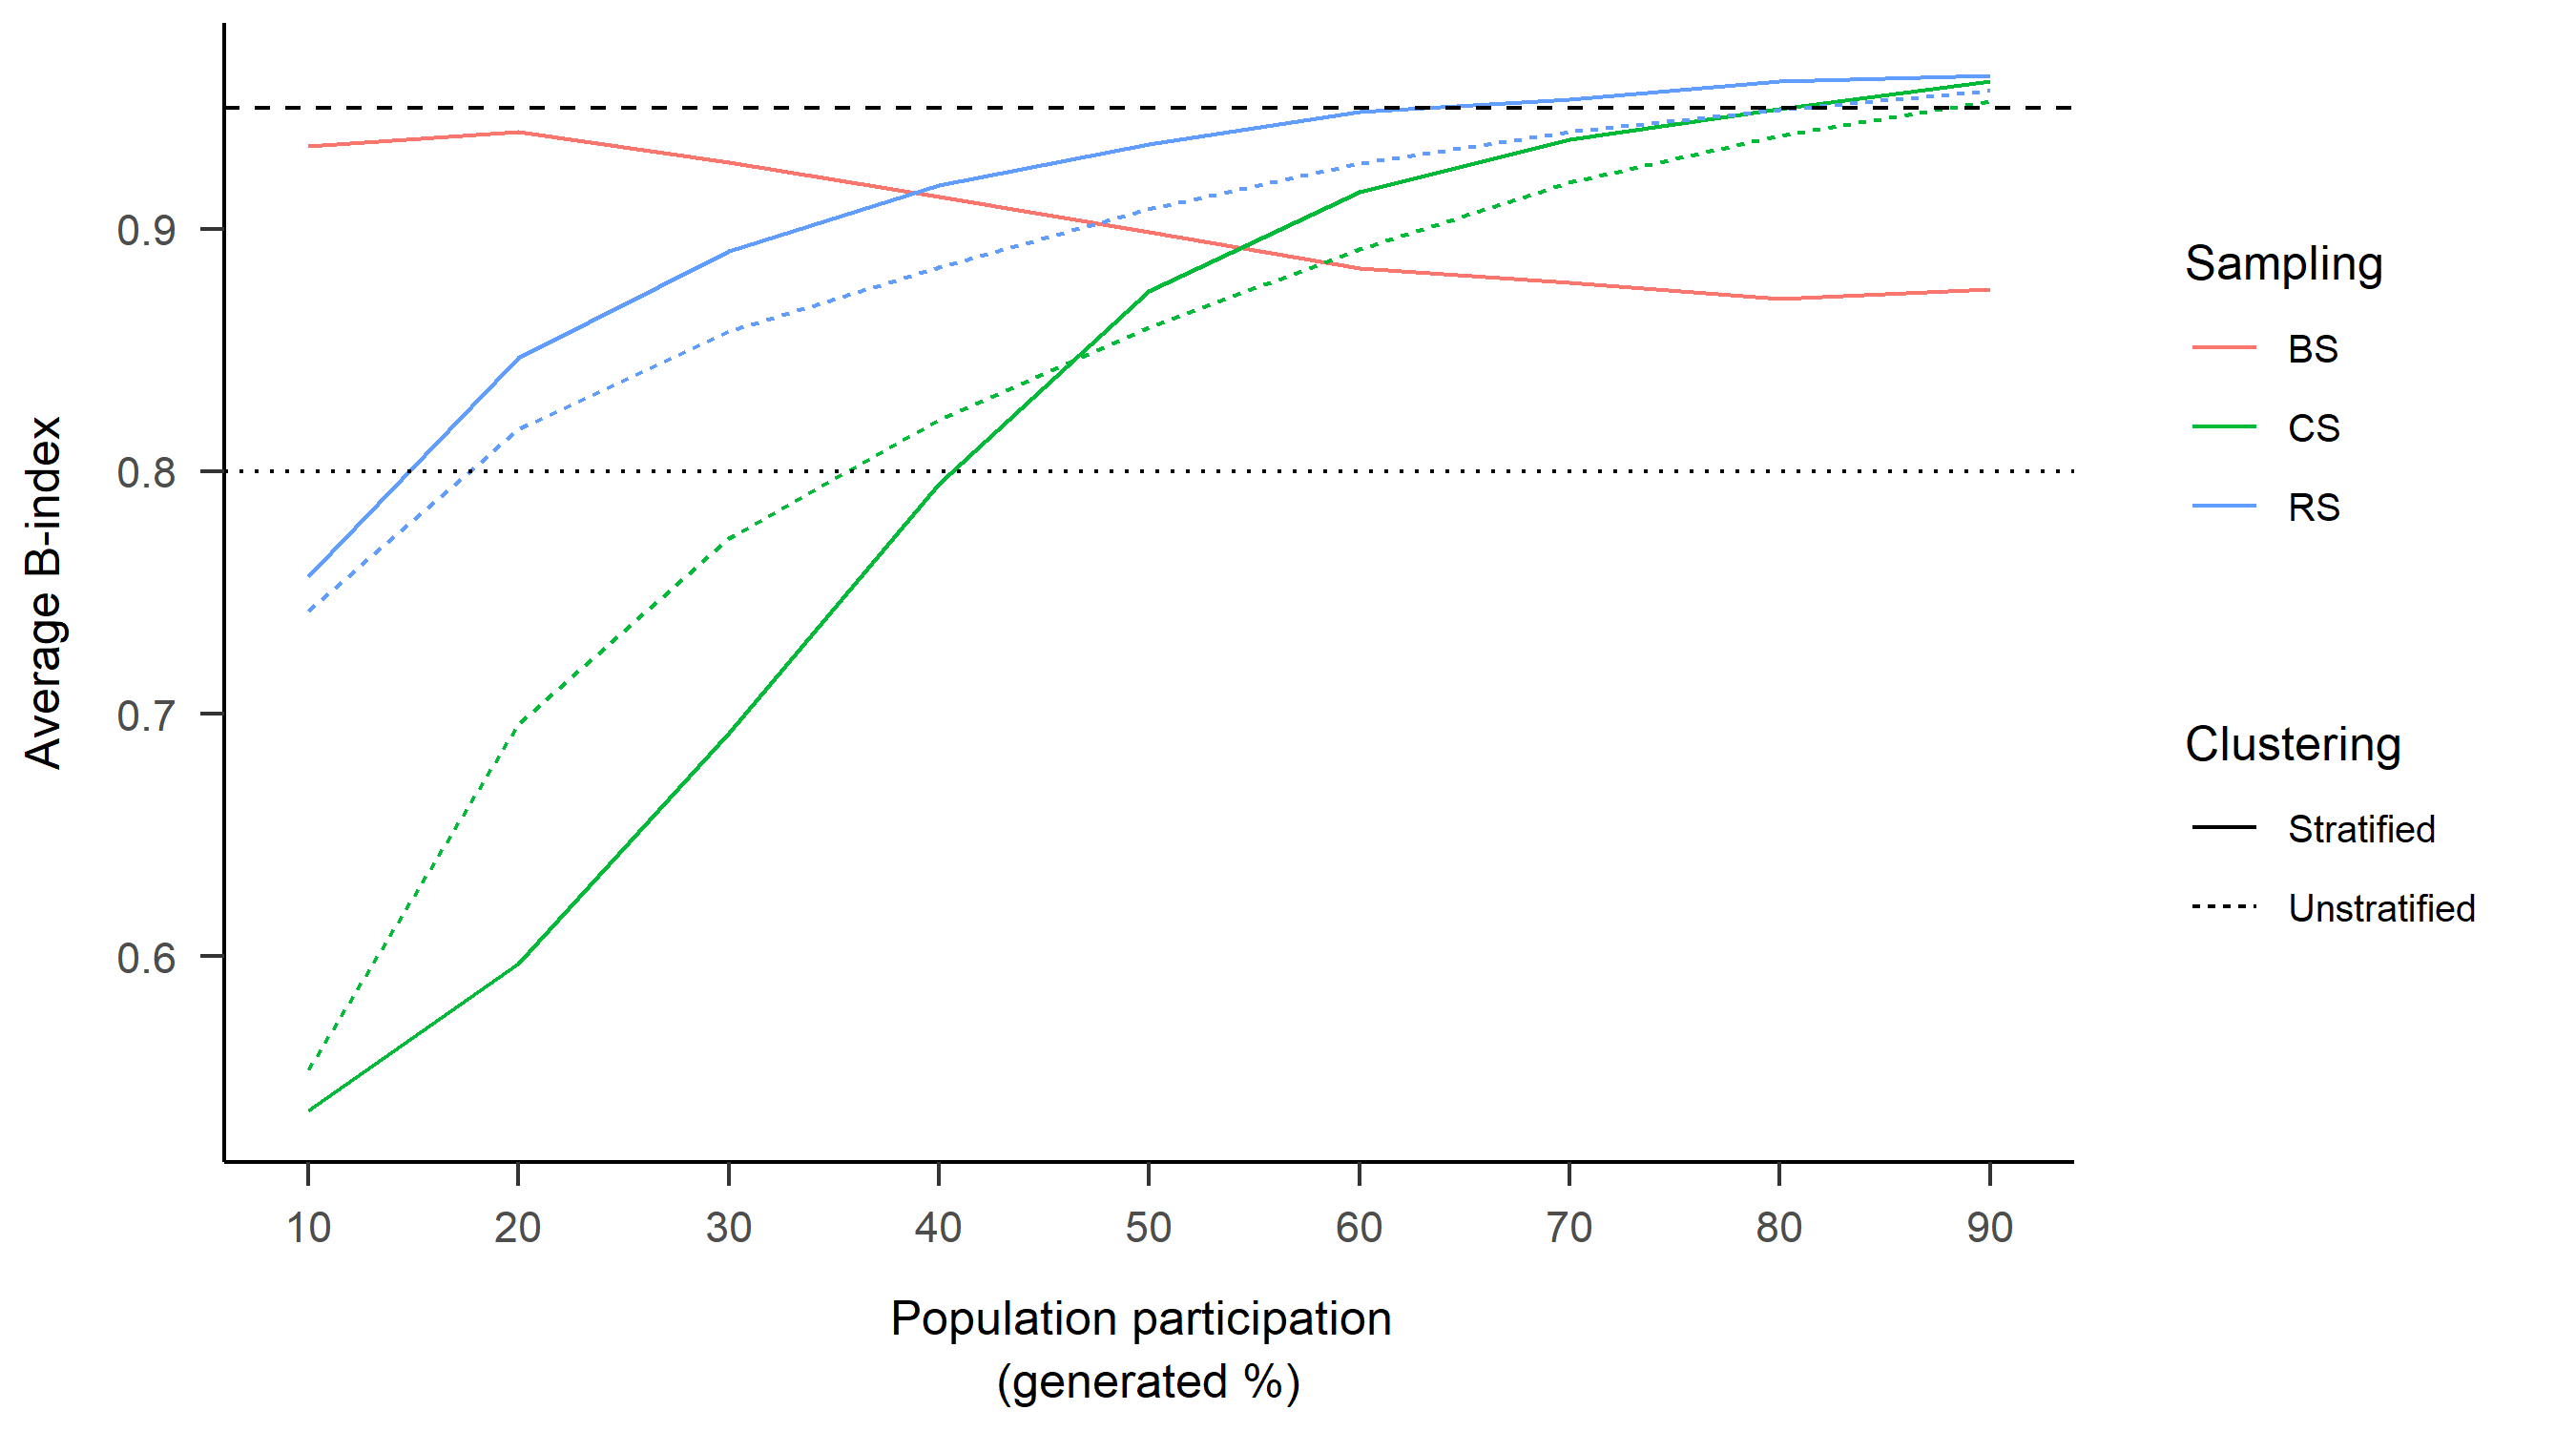 Average B-index
0.9
0.8
0.7
0.6
10 20 30 40 50 60 70 80 90
Population participation
(generated %)
Sampling
BS
CS
RS
Clustering
Stratified
Unstratified